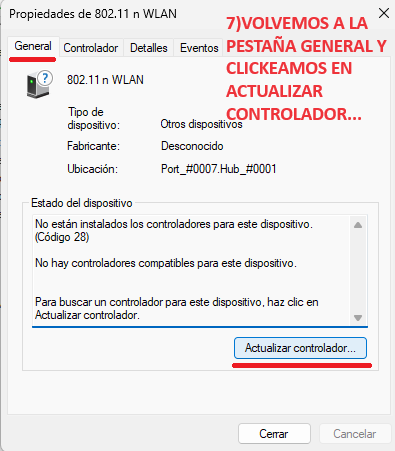 Propiedades de 802.11 n WLAN
General
Controlador
Detalles
Eventos
7)VOLVEMOS A LA
PESTAÑA GENERAL Y
CLICKEAMOS EN
ACTUALIZAR
CONTROLADOR...
802.11 n WLAN
Tipo de
dispositivo:
Otros dispositivos
Fabricante:
Desconocido
Ubicación:
Port_#0007.Hub_#0001
Estado del dispositivo
No están instalados los controladores para este dispositivo.
(Código 28)
No hay controladores compatibles para este dispositivo.
Para buscar un controlador para este dispositivo, haz clic en
Actualizar controlador.
Actualizar controlador...
Cerrar
Cancelar